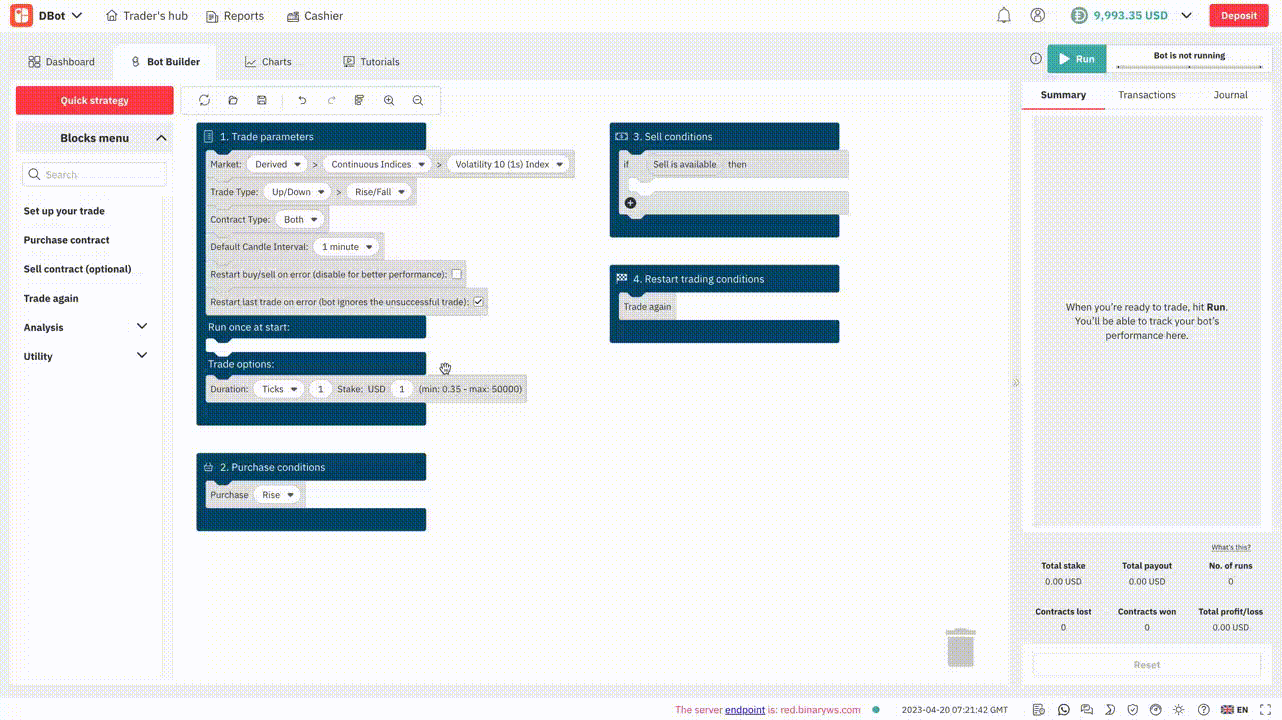 DBot
Trader's hub
Reports
Cashier
9,993.35 USD
Deposit
Dashboard
Bot Builder
Charts
Tutorials
Run
Bot is not running
Quick strategy
Blocks menu
Search
Set up your trade
Purchase contract
Sell contract (optional)
Trade again
Analysis
Utility
1. Trade parameters
Market: Derived > Continuous Indices > Volatility 10 (1s) Index
Trade Type: Up/Down > Rise/Fall
Contract Type: Both
Default Candle Interval: 1 minute
Restart buy/sell on error (disable for better performance):
Restart last trade on error (bot ignores the unsuccessful trade):
Run once at start:
Trade options:
Duration: Ticks 1 Stake: USD 1 (min: 0.35 - max: 50000)
2. Purchase conditions
Purchase Rise
3. Sell conditions
if Sell is available then
4. Restart trading conditions
Trade again
Summary
Transactions
Journal
When you're ready to trade, hit Run.
You'll be able to track your bot's
performance here.
What's this?
Total stake
0.00 USD
Total payout
0.00 USD
No. of runs
0
Contracts lost
0
Contracts won
0
Total profit/loss
0.00 USD
Reset
The server endpoint is: red.binaryws.com
2023-04-20 07:21:42 GMT
EN